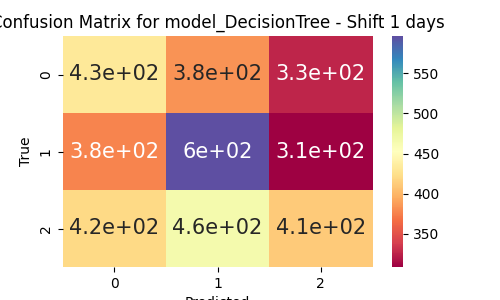 Confusion Matrix for model_DecisionTree - Shift 1 days
4.3e+02 3.8e+02 3.3e+02
3.8e+02 6e+02 3.1e+02
4.2e+02 4.6e+02 4.1e+02
0
1
2
True
0 1 2
Predicted
550
500
450
400
350